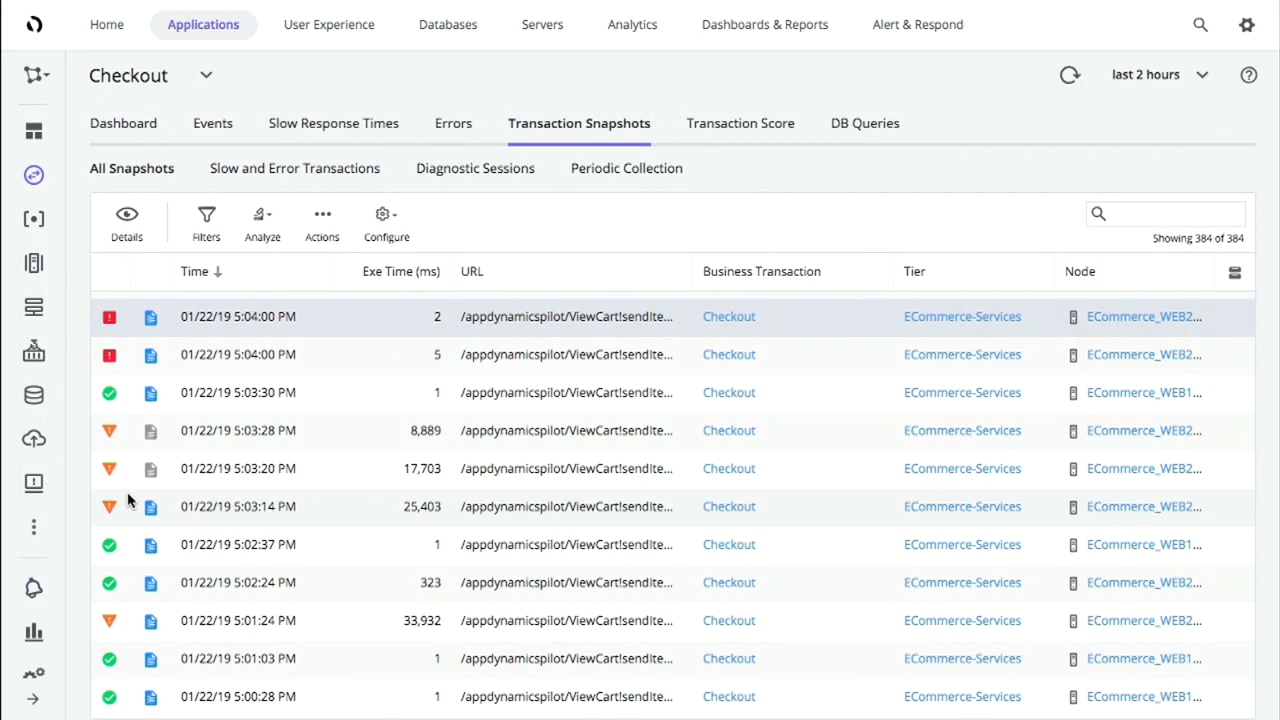 Home Applications User Experience Databases Servers Analytics Dashboards & Reports Alert & Respond
Checkout last 2 hours
Dashboard Events Slow Response Times Errors Transaction Snapshots Transaction Score DB Queries
All Snapshots Slow and Error Transactions Diagnostic Sessions Periodic Collection
Details Filters Analyze Actions Configure
Showing 384 of 384
Time Exe Time (ms) URL Business Transaction Tier Node
01/22/19 5:04:00 PM 2 /appdynamicspilot/ViewCart!sendIte... Checkout ECommerce-Services ECommerce_WEB2...
01/22/19 5:04:00 PM 5 /appdynamicspilot/ViewCart!sendIte... Checkout ECommerce-Services ECommerce_WEB2...
01/22/19 5:03:30 PM 1 /appdynamicspilot/ViewCart!sendIte... Checkout ECommerce-Services ECommerce_WEB1...
01/22/19 5:03:28 PM 8,889 /appdynamicspilot/ViewCart!sendIte... Checkout ECommerce-Services ECommerce_WEB2...
01/22/19 5:03:20 PM 17,703 /appdynamicspilot/ViewCart!sendIte... Checkout ECommerce-Services ECommerce_WEB2...
01/22/19 5:03:14 PM 25,403 /appdynamicspilot/ViewCart!sendIte... Checkout ECommerce-Services ECommerce_WEB2...
01/22/19 5:02:37 PM 1 /appdynamicspilot/ViewCart!sendIte... Checkout ECommerce-Services ECommerce_WEB1...
01/22/19 5:02:24 PM 323 /appdynamicspilot/ViewCart!sendIte... Checkout ECommerce-Services ECommerce_WEB2...
01/22/19 5:01:24 PM 33,932 /appdynamicspilot/ViewCart!sendIte... Checkout ECommerce-Services ECommerce_WEB2...
01/22/19 5:01:03 PM 1 /appdynamicspilot/ViewCart!sendIte... Checkout ECommerce-Services ECommerce_WEB1...
01/22/19 5:00:28 PM 1 /appdynamicspilot/ViewCart!sendIte... Checkout ECommerce-Services ECommerce_WEB1...